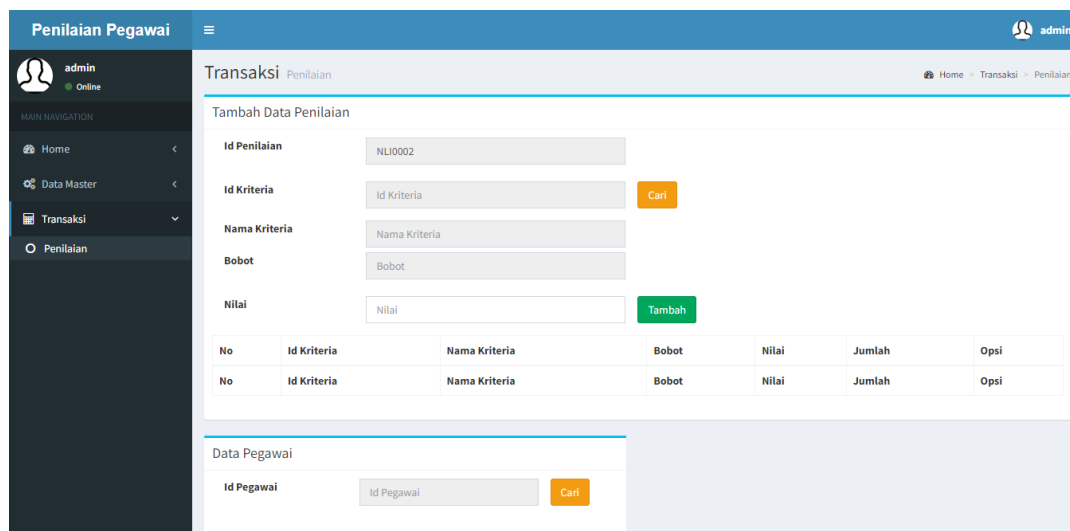 Penilaian Pegawai
admin
admin
Online
Transaksi Penilaian
Home > Transaksi > Penilaian
MAIN NAVIGATION
Home
Data Master
Transaksi
Penilaian
Tambah Data Penilaian
Id Penilaian NLI0002
Id Kriteria Id Kriteria Cari
Nama Kriteria Nama Kriteria
Bobot Bobot
Nilai Nilai Tambah
No Id Kriteria Nama Kriteria Bobot Nilai Jumlah Opsi
No Id Kriteria Nama Kriteria Bobot Nilai Jumlah Opsi
Data Pegawai
Id Pegawai Id Pegawai Cari